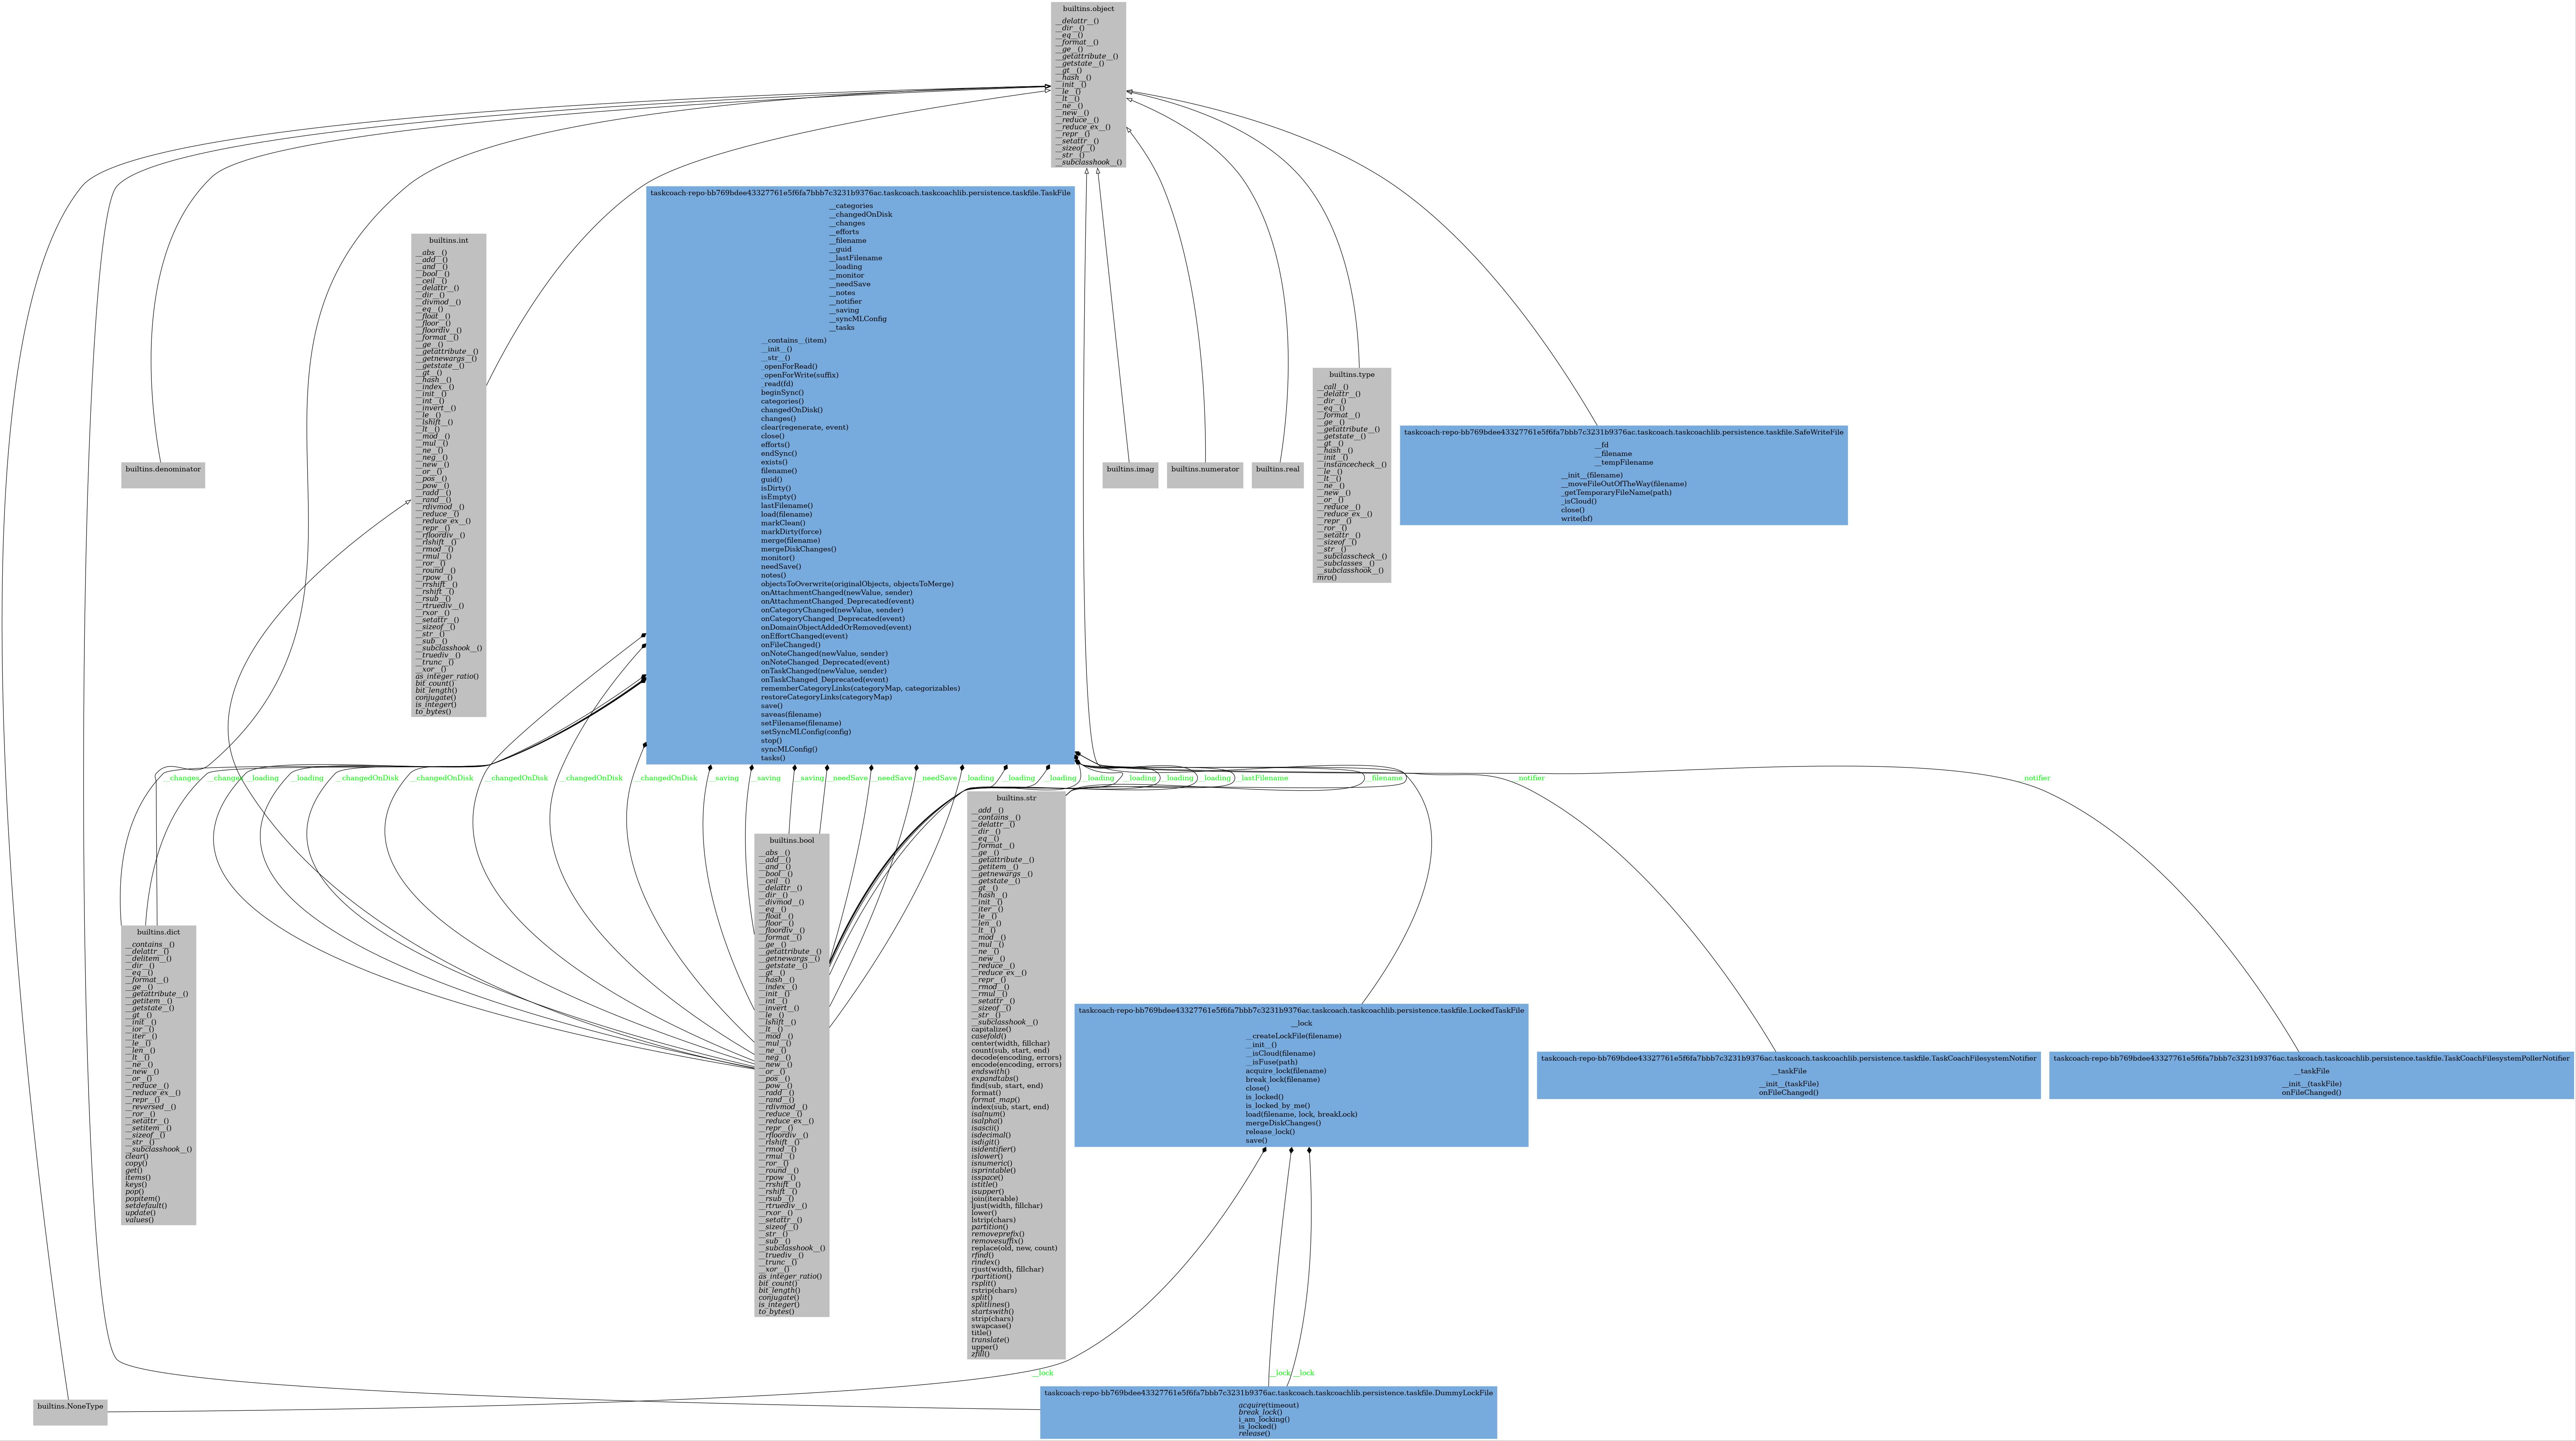 builtins.object
__delattr__()
__dir__()
__eq__()
__format__()
__ge__()
__getattribute__()
__getstate__()
__gt__()
__hash__()
__init__()
__le__()
__lt__()
__ne__()
__new__()
__reduce__()
__reduce_ex__()
__repr__()
__setattr__()
__sizeof__()
__str__()
__subclasshook__()
taskcoach-repo-bb769bdee43327761e5f6fa7bbb7c3231b9376ac.taskcoach.taskcoachlib.persistence.taskfile.TaskFile
__categories
__changedOnDisk
__changes
__efforts
__filename
__guid
__lastFilename
__loading
__monitor
__needSave
__notes
__notifier
__saving
__syncMLConfig
__tasks
__contains__(item)
__init__()
__str__()
_openForRead()
_openForWrite(suffix)
_read(fd)
beginSync()
categories()
changedOnDisk()
changes()
clear(regenerate, event)
close()
efforts()
endSync()
exists()
filename()
guid()
isDirty()
isEmpty()
lastFilename()
load(filename)
markClean()
markDirty(force)
merge(filename)
mergeDiskChanges()
monitor()
needSave()
notes()
objectsToOverwrite(originalObjects, objectsToMerge)
onAttachmentChanged(newValue, sender)
onAttachmentChanged_Deprecated(event)
onCategoryChanged(newValue, sender)
onCategoryChanged_Deprecated(event)
onDomainObjectAddedOrRemoved(event)
onEffortChanged(event)
onFileChanged()
onNoteChanged(newValue, sender)
onNoteChanged_Deprecated(event)
onTaskChanged(newValue, sender)
onTaskChanged_Deprecated(event)
rememberCategoryLinks(categoryMap, categorizables)
restoreCategoryLinks(categoryMap)
save()
saveas(filename)
setFilename(filename)
setSyncMLConfig(config)
stop()
syncMLConfig()
tasks()
builtins.int
__abs__()
__add__()
__and__()
__bool__()
__ceil__()
__delattr__()
__dir__()
__divmod__()
__eq__()
__float__()
__floor__()
__floordiv__()
__format__()
__ge__()
__getattribute__()
__getnewargs__()
__getstate__()
__gt__()
__hash__()
__index__()
__init__()
__int__()
__invert__()
__le__()
__lshift__()
__lt__()
__mod__()
__mul__()
__ne__()
__neg__()
__new__()
__or__()
__pos__()
__pow__()
__radd__()
__rand__()
__rdivmod__()
__reduce__()
__reduce_ex__()
__repr__()
__rfloordiv__()
__rlshift__()
__rmod__()
__rmul__()
__ror__()
__round__()
__rpow__()
__rrshift__()
__rshift__()
__rsub__()
__rtruediv__()
__rxor__()
__setattr__()
__sizeof__()
__str__()
__sub__()
__subclasshook__()
__truediv__()
__trunc__()
__xor__()
as_integer_ratio()
bit_count()
bit_length()
conjugate()
is_integer()
to_bytes()
builtins.denominator
builtins.imag
builtins.numerator
builtins.real
builtins.type
__call__()
__delattr__()
__dir__()
__eq__()
__format__()
__ge__()
__getattribute__()
__getstate__()
__gt__()
__hash__()
__init__()
__instancecheck__()
__le__()
__lt__()
__ne__()
__new__()
__or__()
__reduce__()
__reduce_ex__()
__repr__()
__ror__()
__setattr__()
__sizeof__()
__str__()
__subclasscheck__()
__subclasses__()
__subclasshook__()
mro()
taskcoach-repo-bb769bdee43327761e5f6fa7bbb7c3231b9376ac.taskcoach.taskcoachlib.persistence.taskfile.SafeWriteFile
__fd
__filename
__tempFilename
__init__(filename)
__moveFileOutOfTheWay(filename)
_getTemporaryFileName(path)
_isCloud()
close()
write(bf)
__changes __changes __loading __loading __changedOnDisk __changedOnDisk __changedOnDisk __changedOnDisk __changedOnDisk __saving __saving __saving __needSave __needSave __needSave __loading __loading __loading __loading __loading __loading __loading __lastFilename __filename __notifier __notifier
builtins.dict
__contains__()
__delattr__()
__delitem__()
__dir__()
__eq__()
__format__()
__ge__()
__getattribute__()
__getitem__()
__getstate__()
__gt__()
__init__()
__ior__()
__iter__()
__le__()
__len__()
__lt__()
__ne__()
__new__()
__or__()
__reduce__()
__reduce_ex__()
__repr__()
__reversed__()
__ror__()
__setattr__()
__setitem__()
__sizeof__()
__str__()
__subclasshook__()
clear()
copy()
get()
items()
keys()
pop()
popitem()
setdefault()
update()
values()
builtins.bool
__abs__()
__add__()
__and__()
__bool__()
__ceil__()
__delattr__()
__dir__()
__divmod__()
__eq__()
__float__()
__floor__()
__floordiv__()
__format__()
__ge__()
__getattribute__()
__getnewargs__()
__getstate__()
__gt__()
__hash__()
__index__()
__init__()
__int__()
__invert__()
__le__()
__lshift__()
__lt__()
__mod__()
__mul__()
__ne__()
__neg__()
__new__()
__or__()
__pos__()
__pow__()
__radd__()
__rand__()
__rdivmod__()
__reduce__()
__reduce_ex__()
__repr__()
__rfloordiv__()
__rlshift__()
__rmod__()
__rmul__()
__ror__()
__round__()
__rpow__()
__rrshift__()
__rshift__()
__rsub__()
__rtruediv__()
__rxor__()
__setattr__()
__sizeof__()
__str__()
__sub__()
__subclasshook__()
__truediv__()
__trunc__()
__xor__()
as_integer_ratio()
bit_count()
bit_length()
conjugate()
is_integer()
to_bytes()
builtins.str
__add__()
__contains__()
__delattr__()
__dir__()
__eq__()
__format__()
__ge__()
__getattribute__()
__getitem__()
__getnewargs__()
__getstate__()
__gt__()
__hash__()
__init__()
__iter__()
__le__()
__len__()
__lt__()
__mod__()
__mul__()
__ne__()
__new__()
__reduce__()
__reduce_ex__()
__repr__()
__rmod__()
__rmul__()
__setattr__()
__sizeof__()
__str__()
__subclasshook__()
capitalize()
casefold()
center(width, fillchar)
count(sub, start, end)
decode(encoding, errors)
encode(encoding, errors)
endswith()
expandtabs()
find(sub, start, end)
format()
format_map()
index(sub, start, end)
isalnum()
isalpha()
isascii()
isdecimal()
isdigit()
isidentifier()
islower()
isnumeric()
isprintable()
isspace()
istitle()
isupper()
join(iterable)
ljust(width, fillchar)
lower()
lstrip(chars)
partition()
removeprefix()
removesuffix()
replace(old, new, count)
rfind()
rindex()
rjust(width, fillchar)
rpartition()
rsplit()
rstrip(chars)
split()
splitlines()
startswith()
strip(chars)
swapcase()
title()
translate()
upper()
zfill()
taskcoach-repo-bb769bdee43327761e5f6fa7bbb7c3231b9376ac.taskcoach.taskcoachlib.persistence.taskfile.LockedTaskFile
__lock
__createLockFile(filename)
__init__()
__isCloud(filename)
__isFuse(path)
acquire_lock(filename)
break_lock(filename)
close()
is_locked()
is_locked_by_me()
load(filename, lock, breakLock)
mergeDiskChanges()
release_lock()
save()
taskcoach-repo-bb769bdee43327761e5f6fa7bbb7c3231b9376ac.taskcoach.taskcoachlib.persistence.taskfile.TaskCoachFilesystemNotifier
__taskFile
__init__(taskFile)
onFileChanged()
taskcoach-repo-bb769bdee43327761e5f6fa7bbb7c3231b9376ac.taskcoach.taskcoachlib.persistence.taskfile.TaskCoachFilesystemPollerNotifier
__taskFile
__init__(taskFile)
onFileChanged()
__lock __lock __lock
builtins.NoneType
taskcoach-repo-bb769bdee43327761e5f6fa7bbb7c3231b9376ac.taskcoach.taskcoachlib.persistence.taskfile.DummyLockFile
acquire(timeout)
break_lock()
i_am_locking()
is_locked()
release()